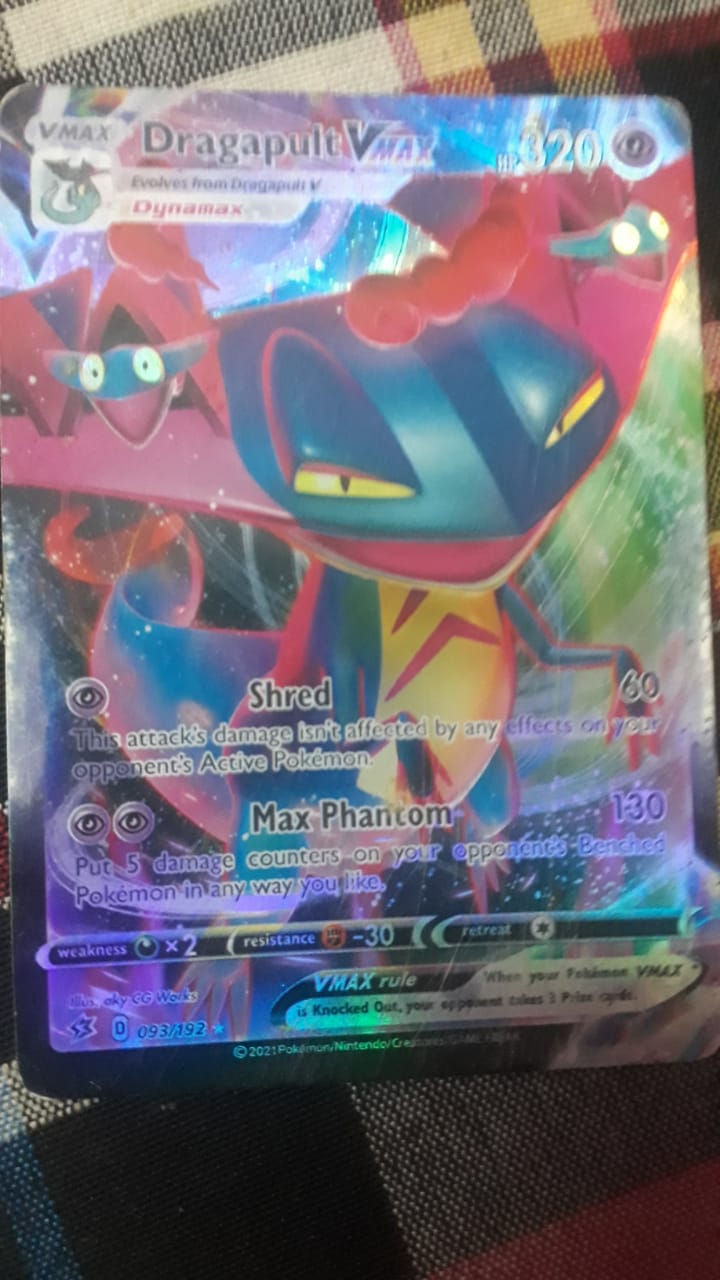 VMAX
Dragapult VMAX HP 320
Evolves from Dragapult V
Dynamax
Shred 60
This attack's damage isn't affected by any effects on your
opponent's Active Pokémon.
Max Phantom 130
Put 5 damage counters on your opponent's Benched
Pokémon in any way you like.
weakness ×2 resistance -30 retreat
VMAX rule When your Pokémon VMAX
is Knocked Out, your opponent takes 3 Prize cards.
Illus. aky CG Works
D 093/192 ★
©2021 Pokémon/Nintendo/Creatures/GAME FREAK